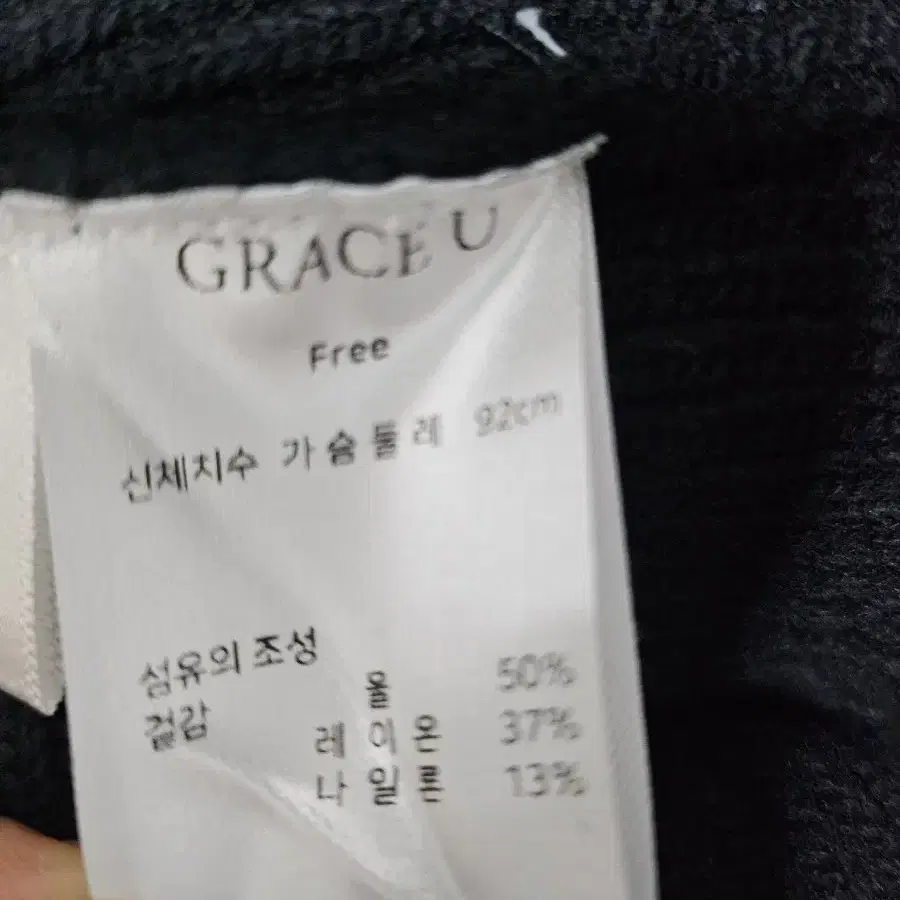 GRACE U
Free
신체치수 가슴둘레 92cm
섬유의 조성
겉감 울 50%
레이온 37%
나일론 13%